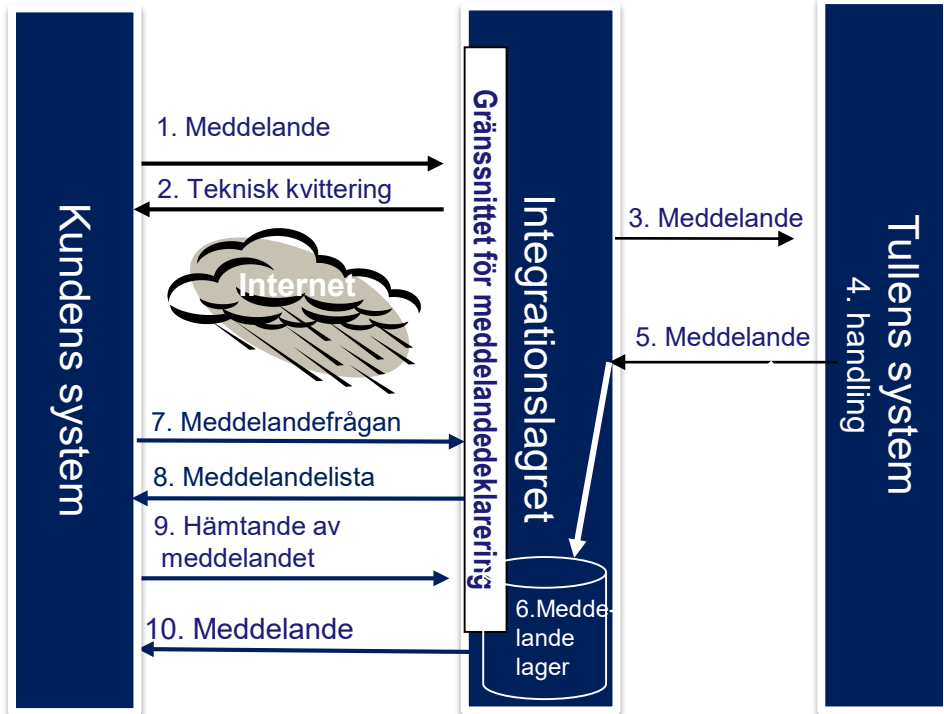 Kundens system
1. Meddelande
2. Teknisk kvittering
Internet
7. Meddelandefrågan
8. Meddelandelista
9. Hämtande av
meddelandet
10. Meddelande
Gränssnittet för meddelandedeklarering
Integrationslagret
6.Medde-
lande
lager
3. Meddelande
5. Meddelande
Tullens system
4. handling